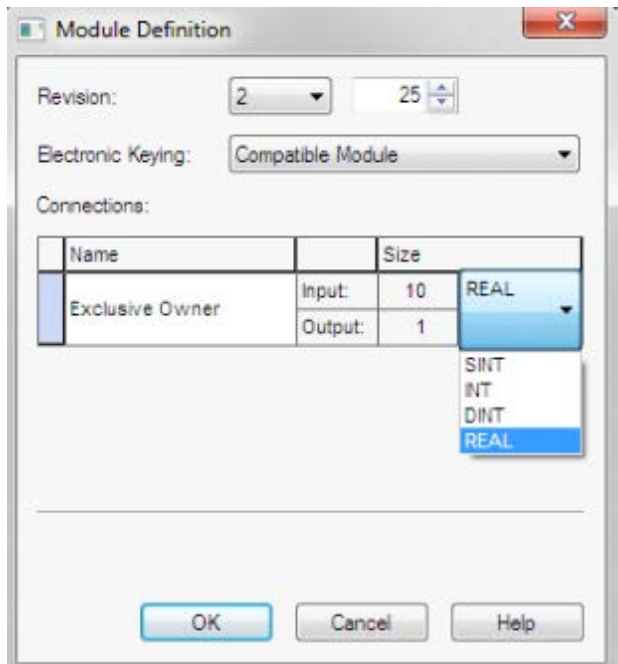 Module Definition
Revision: 2 25
Electronic Keying: Compatible Module
Connections:
Name Size
Exclusive Owner Input: 10 REAL
Output: 1
SINT
INT
DINT
REAL
OK Cancel Help